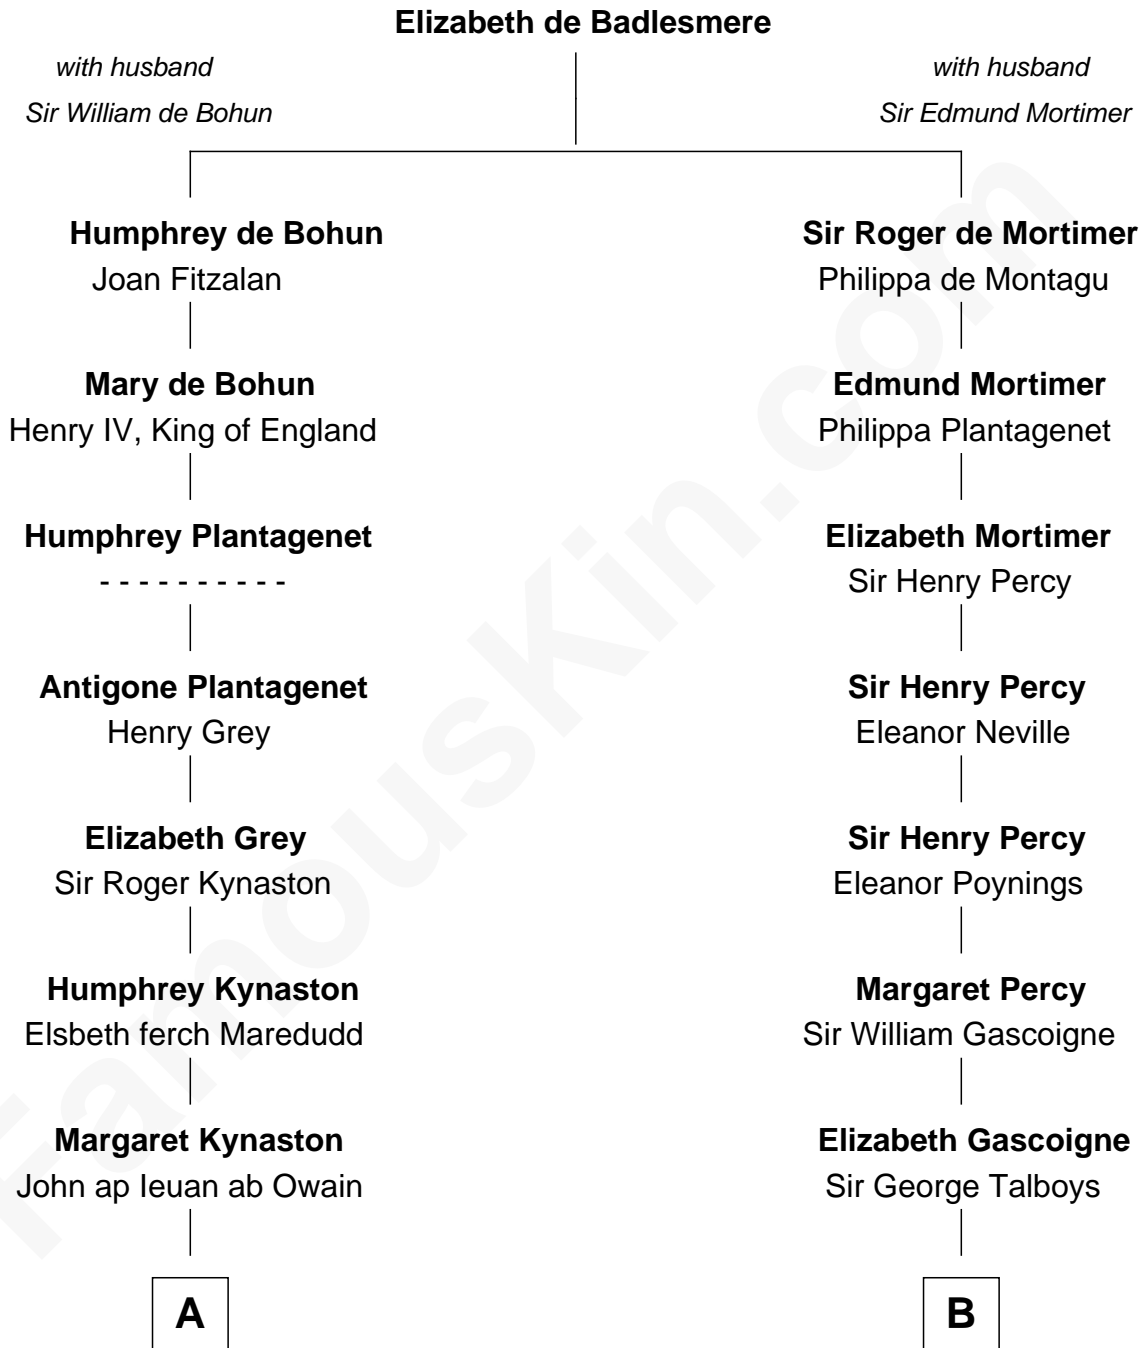 Elizabeth de Badlesmere
with husband
Sir William de Bohun
with husband
Sir Edmund Mortimer
Humphrey de Bohun
Joan Fitzalan
Mary de Bohun
Henry IV, King of England
Humphrey Plantagenet
- - - - - - - - - -
Antigone Plantagenet
Henry Grey
Elizabeth Grey
Sir Roger Kynaston
Humphrey Kynaston
Elsbeth ferch Maredudd
Margaret Kynaston
John ap Ieuan ab Owain
A
Sir Roger de Mortimer
Philippa de Montagu
Edmund Mortimer
Philippa Plantagenet
Elizabeth Mortimer
Sir Henry Percy
Sir Henry Percy
Eleanor Neville
Sir Henry Percy
Eleanor Poynings
Margaret Percy
Sir William Gascoigne
Elizabeth Gascoigne
Sir George Talboys
B
FamousKin.com